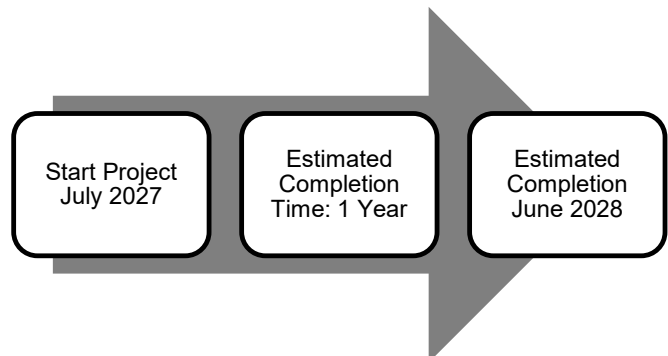 Start Project
July 2027
Estimated
Completion
Time: 1 Year
Estimated
Completion
June 2028